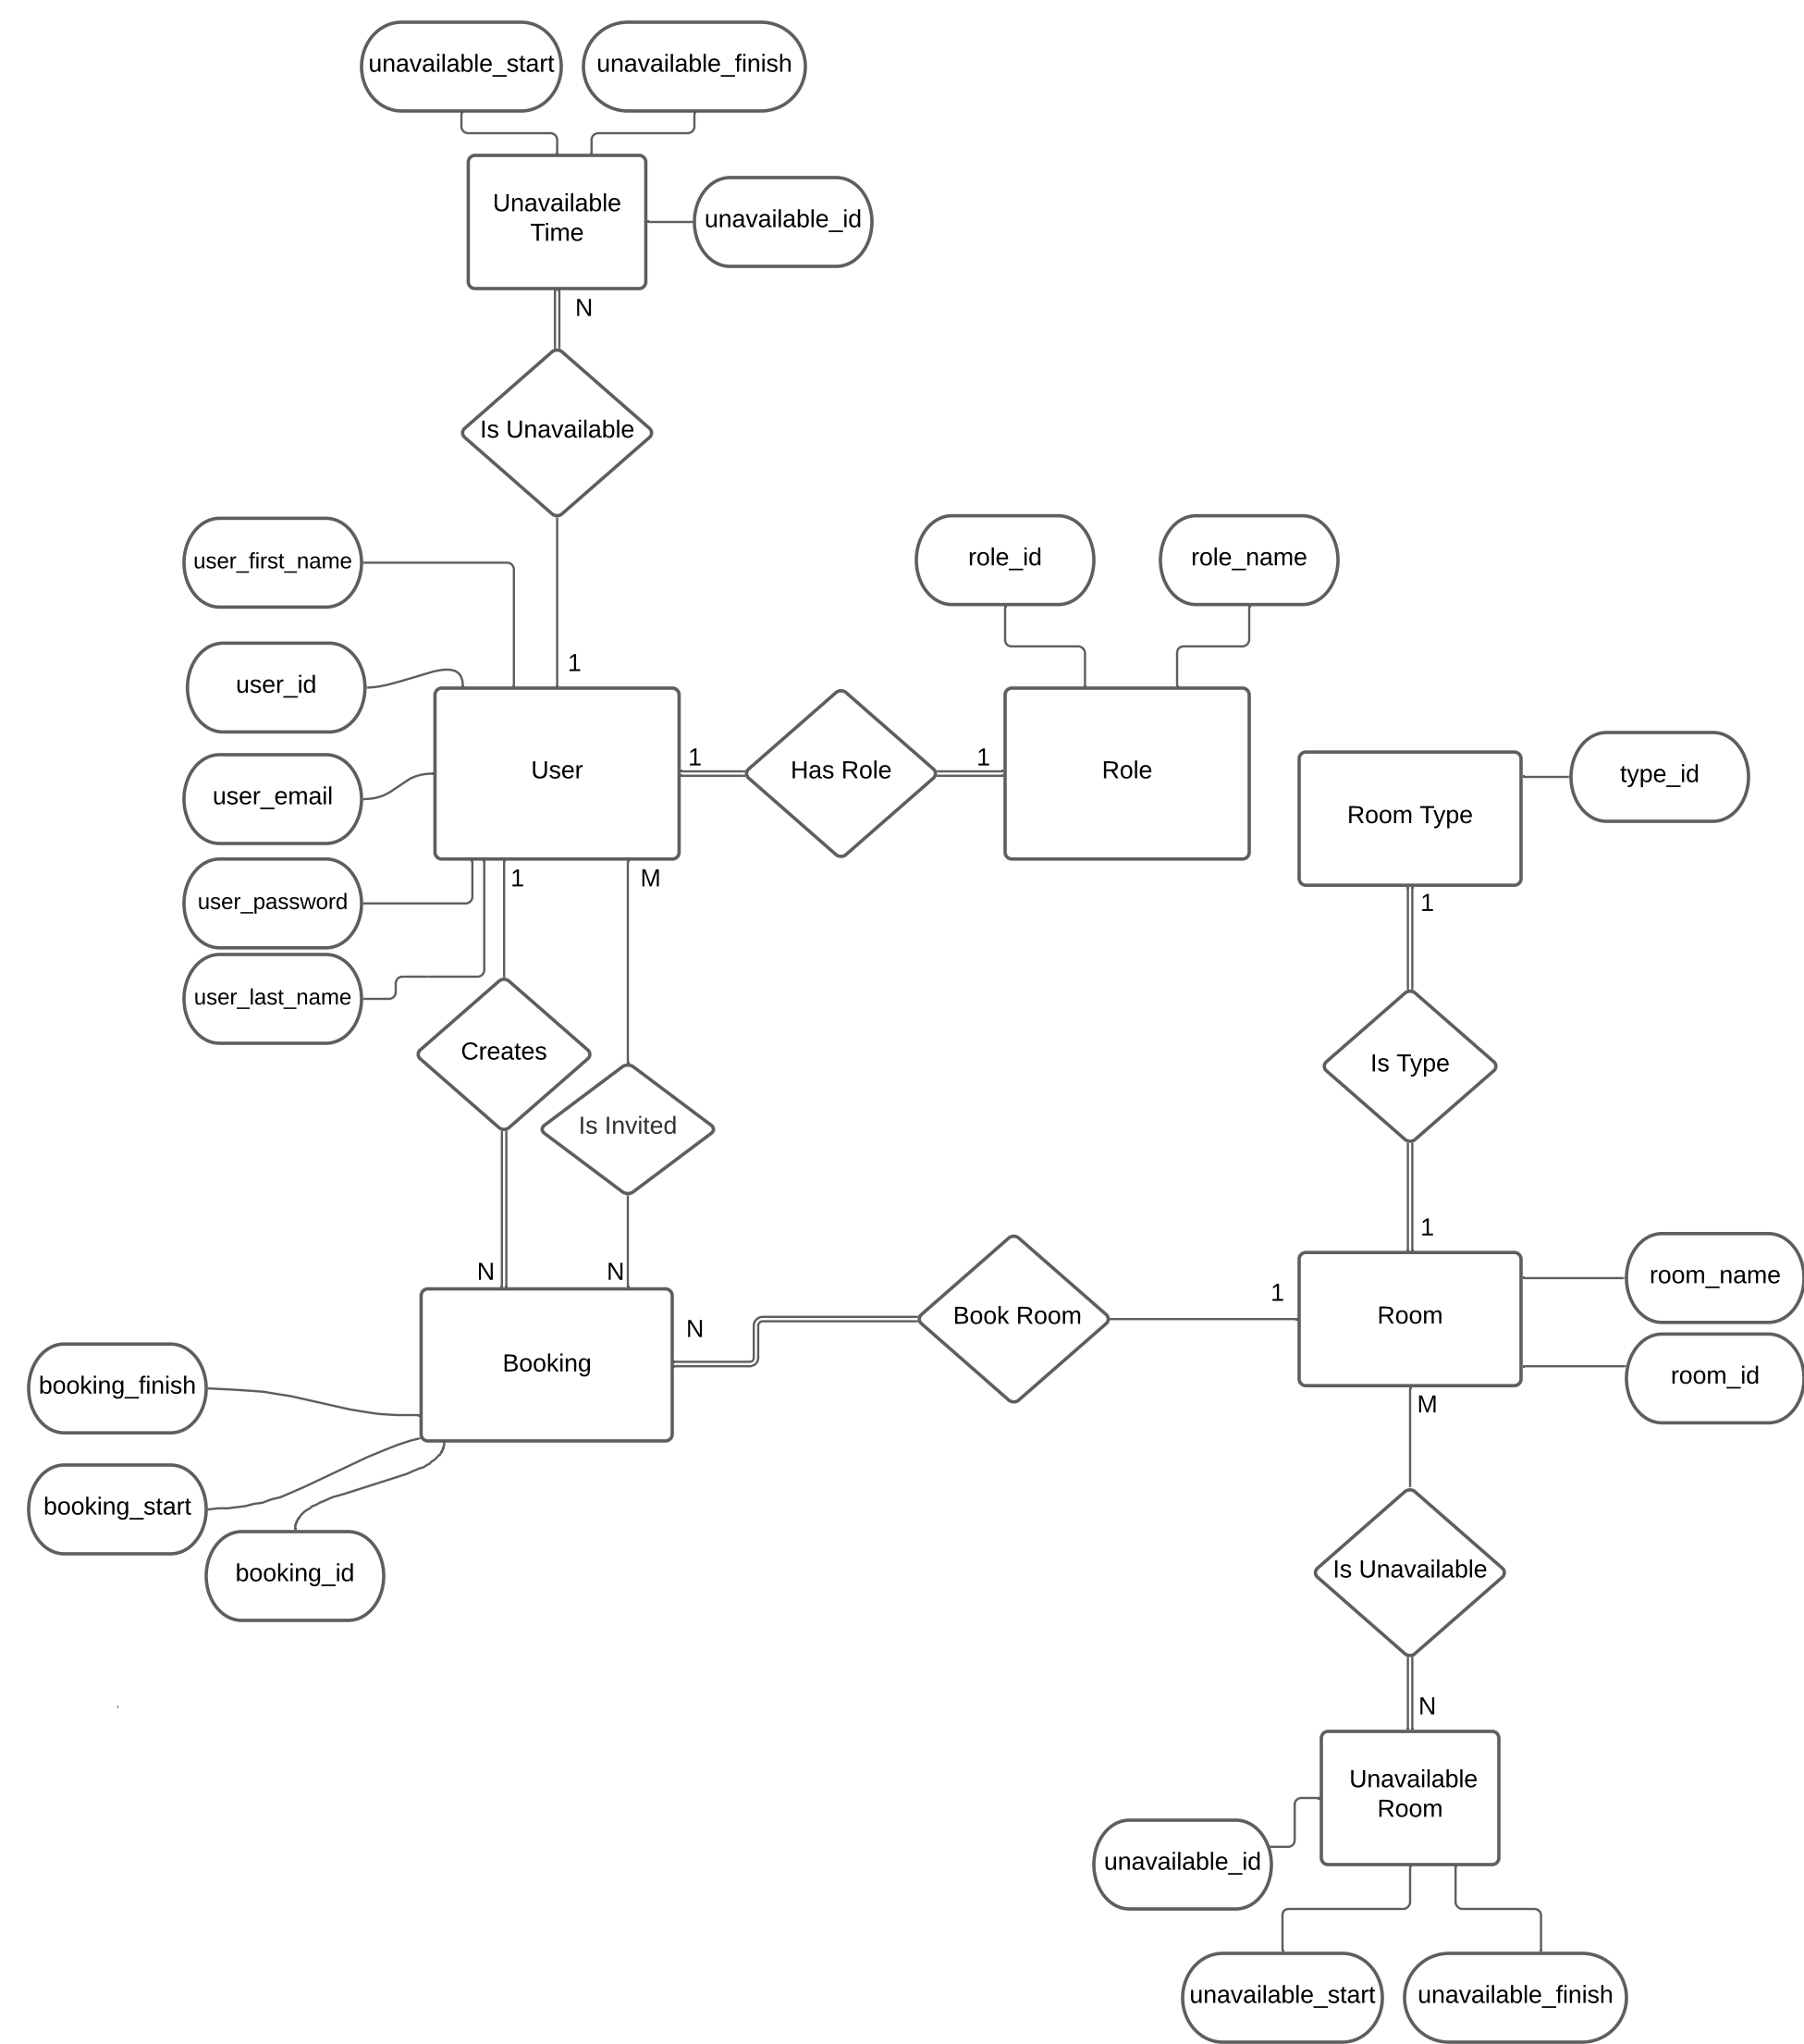 unavailable_start
unavailable_finish
Unavailable
Time
unavailable_id
N
Is Unavailable
user_first_name
role_id
role_name
1
user_id
User
1
Has Role
1
Role
type_id
Room Type
user_email
user_password
1
M
1
user_last_name
Creates
Is Type
Is Invited
1
N
N
room_name
Book Room
1
Room
N
Booking
room_id
booking_finish
M
booking_start
booking_id
Is Unavailable
N
Unavailable
Room
unavailable_id
unavailable_start
unavailable_finish